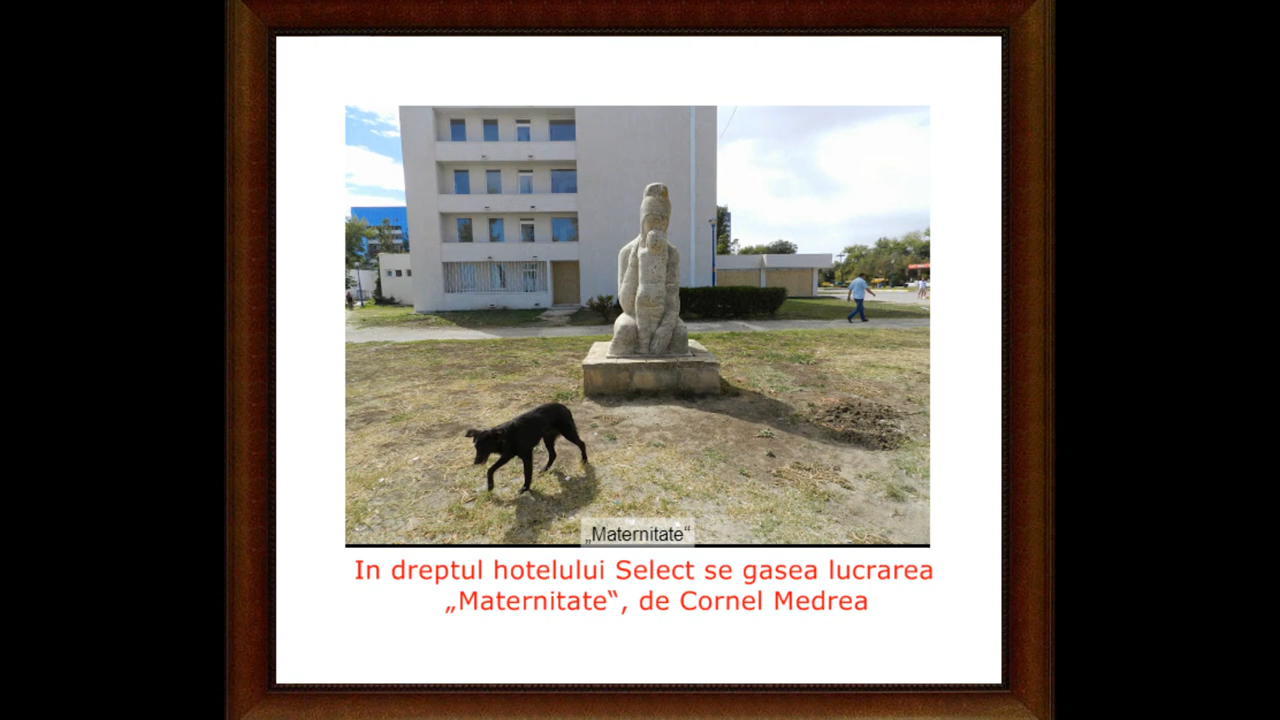 „Maternitate“
In dreptul hotelului Select se gasea lucrarea
„Maternitate“, de Cornel Medrea